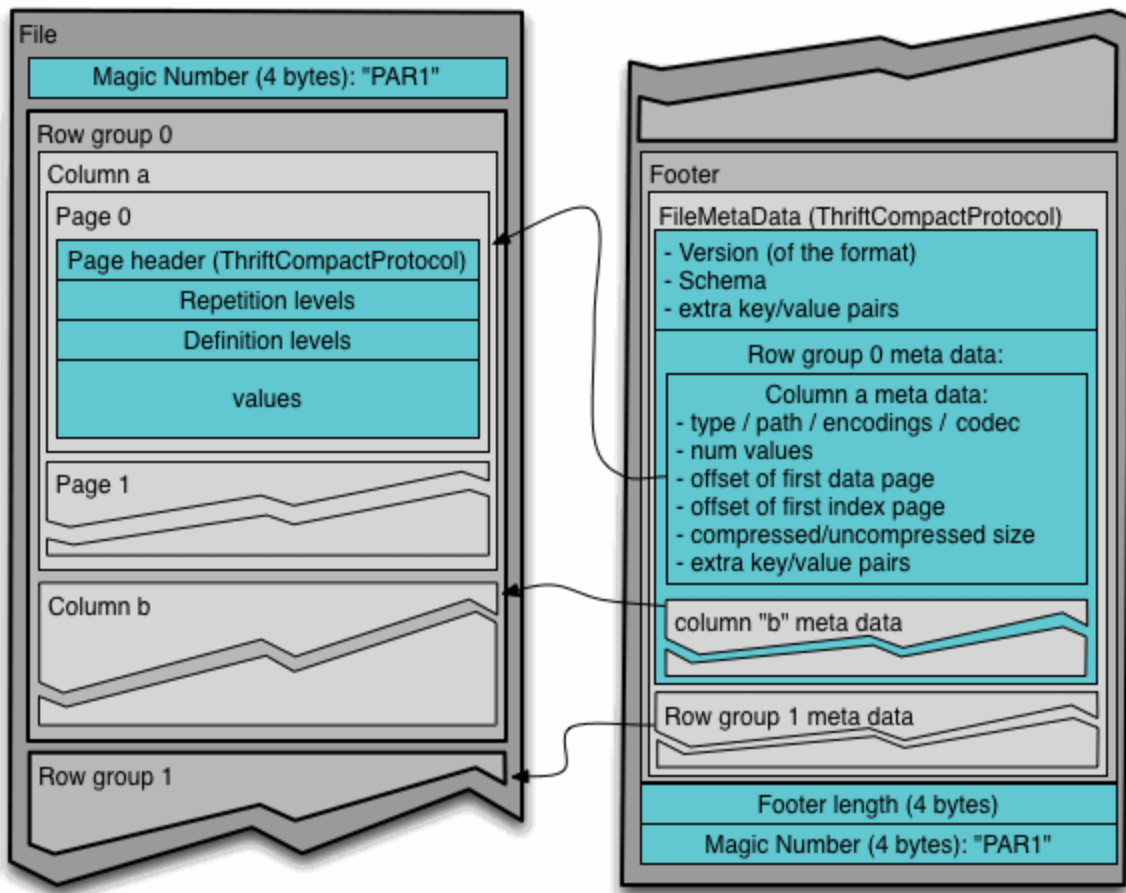 File
Magic Number (4 bytes): "PAR1"
Row group 0
Column a
Page 0
Page header (ThriftCompactProtocol)
Repetition levels
Definition levels
values
Page 1
Column b
Row group 1
Footer
FileMetaData (ThriftCompactProtocol)
- Version (of the format)
- Schema
- extra key/value pairs
Row group 0 meta data:
Column a meta data:
- type / path / encodings / codec
- num values
- offset of first data page
- offset of first index page
- compressed/uncompressed size
- extra key/value pairs
column "b" meta data
Row group 1 meta data
Footer length (4 bytes)
Magic Number (4 bytes): "PAR1"